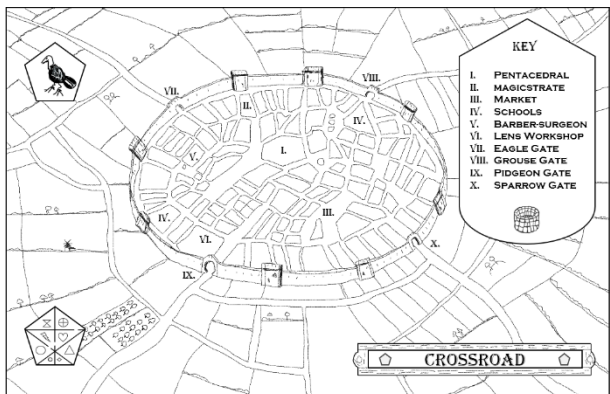 KEY
I. PENTACEDRAL
II. MAGICSTRATE
III. MARKET
IV. SCHOOLS
V. BARBER-SURGEON
VI. LENS WORKSHOP
VII. EAGLE GATE
VIII. GROUSE GATE
IX. PIDGEON GATE
X. SPARROW GATE
VII.
VIII.
II.
IV.
I.
V.
IV.
III.
VI.
X.
IX.
CROSSROAD